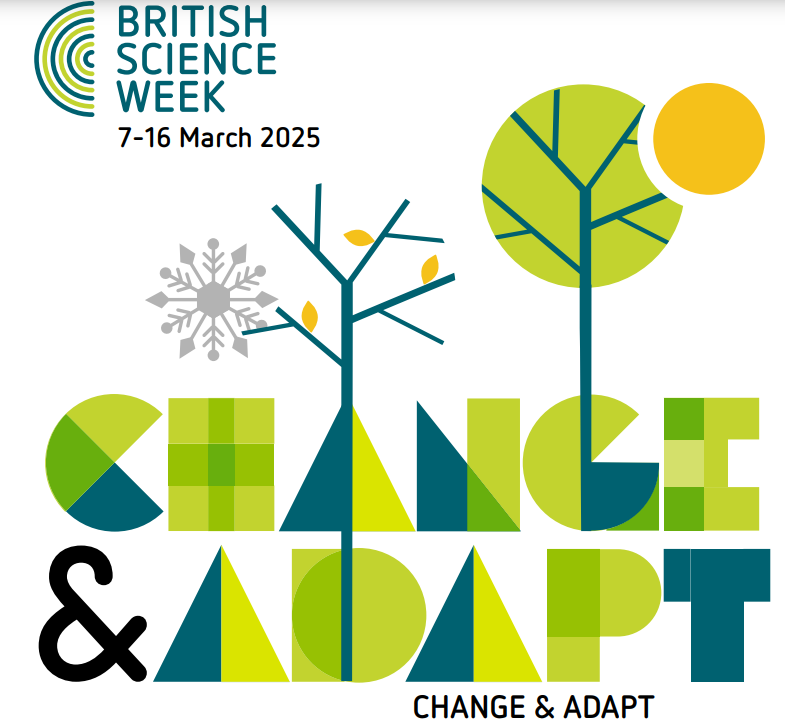 BRITISH
SCIENCE
WEEK
7-16 March 2025
CHANGE
& ADAPT
CHANGE & ADAPT